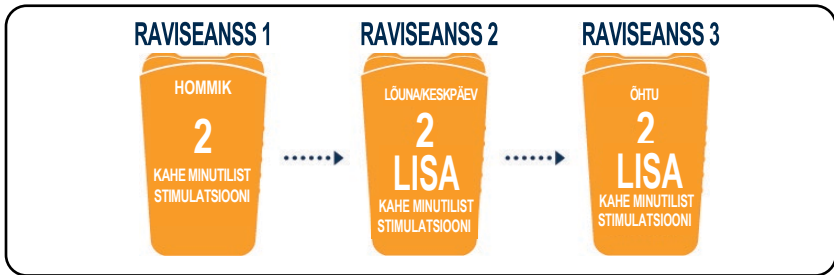 RAVISEANSS 1
HOMMIK
2
KAHE MINUTILIST
STIMULATSIOONI
RAVISEANSS 2
LÕUNA/KESKPÄEV
2
LISA
KAHE MINUTILIST
STIMULATSIOONI
RAVISEANSS 3
ÕHTU
2
LISA
KAHE MINUTILIST
STIMULATSIOONI